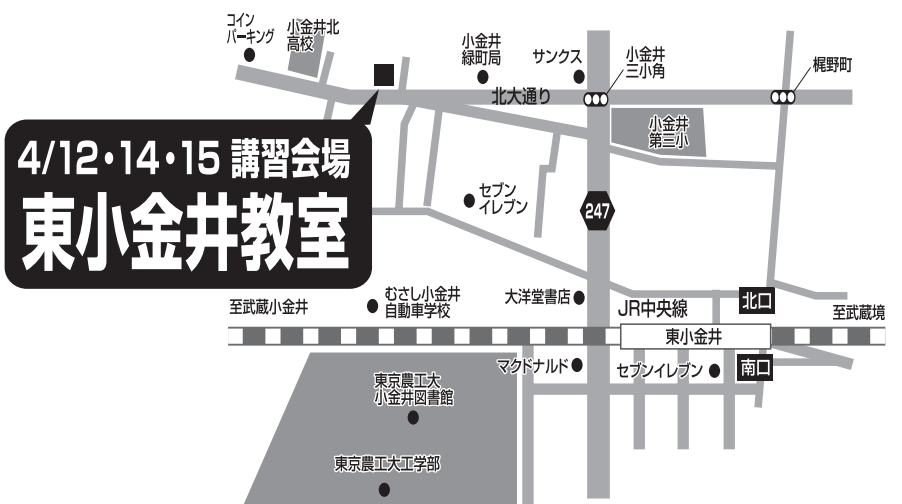 コイン
パーキング
小金井北
高校
小金井
緑町局
サンクス
小金井
三小角
梶野町
北大通り
小金井
第三小
4/12・14・15 講習会場
東小金井教室
セブン
イレブン
247
至武蔵小金井
むさし小金井
自動車学校
大洋堂書店
JR中央線
北口
至武蔵境
東小金井
マクドナルド
セブンイレブン
南口
東京農工大
小金井図書館
東京農工大工学部